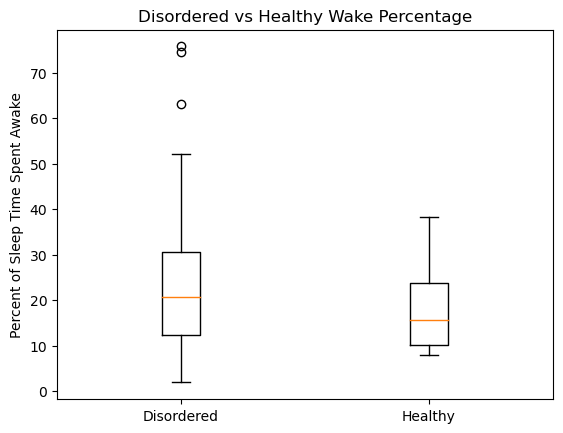 Disordered vs Healthy Wake Percentage
Percent of Sleep Time Spent Awake
70
60
50
40
30
20
10
0
Disordered
Healthy